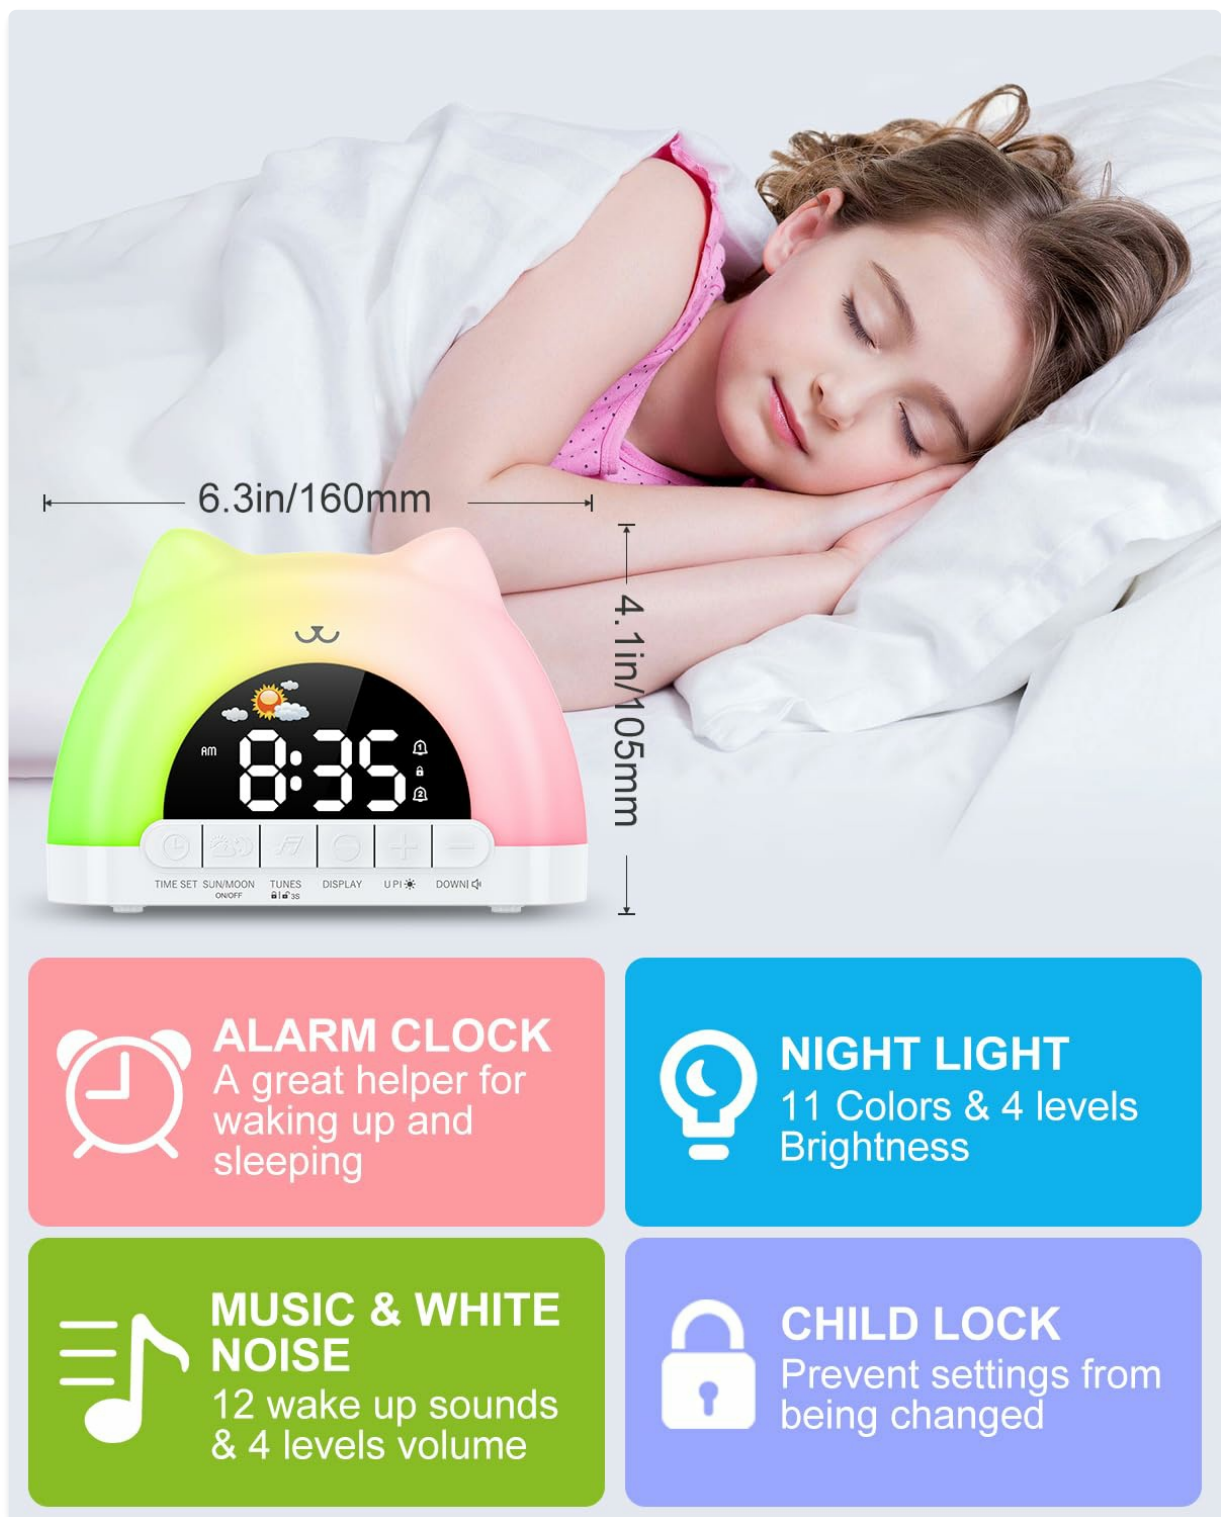 6.3in/160mm
4.1in/105mm
AM
8:35
1
2
TIME SET SUN/MOON TUNES DISPLAY UP| DOWN|
ON/OFF 3S
ALARM CLOCK
A great helper for
waking up and
sleeping
NIGHT LIGHT
11 Colors & 4 levels
Brightness
MUSIC & WHITE
NOISE
12 wake up sounds
& 4 levels volume
CHILD LOCK
Prevent settings from
being changed